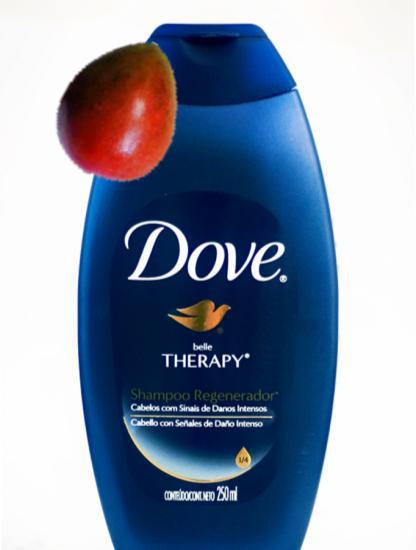 Dove®
belle
THERAPY®
Shampoo Regenerador*
Cabelos com Sinais de Danos Intensos
Cabello con Señales de Daño Intenso
1/4
CONTEÚDO/CONT. NETO 250 ml